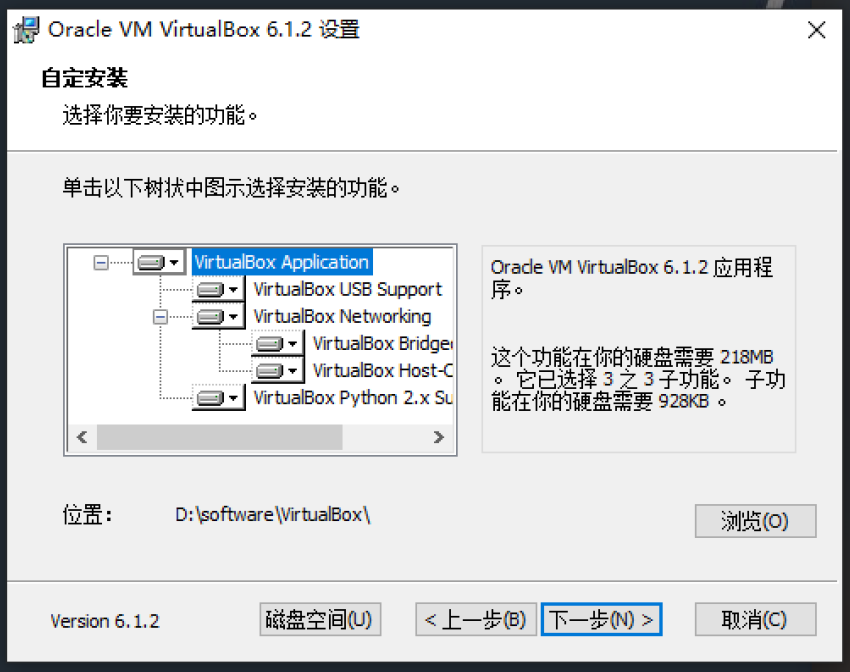 Oracle VM VirtualBox 6.1.2 设置
自定安装
选择你要安装的功能。
单击以下树状中图示选择安装的功能。
VirtualBox Application
VirtualBox USB Support
VirtualBox Networking
VirtualBox Bridge
VirtualBox Host-C
VirtualBox Python 2.x Su
Oracle VM VirtualBox 6.1.2 应用程
序。
这个功能在你的硬盘需要 218MB
。 它已选择 3 之 3 子功能。 子功
能在你的硬盘需要 928KB 。
位置: D:\software\VirtualBox\
浏览(O)
Version 6.1.2
磁盘空间(U)
< 上一步(B)
下一步(N) >
取消(C)